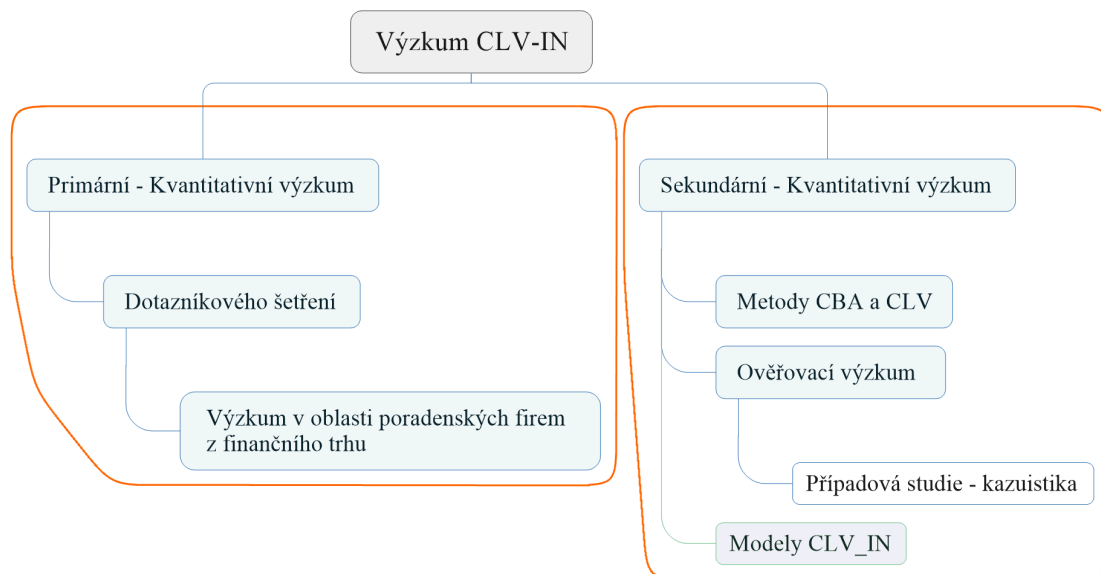 Výzkum CLV-IN
Primární - Kvantitativní výzkum
Dotazníkového šetření
Výzkum v oblasti poradenských firem
z finančního trhu
Sekundární - Kvantitativní výzkum
Metody CBA a CLV
Ověřovací výzkum
Případová studie - kazuistika
Modely CLV_IN